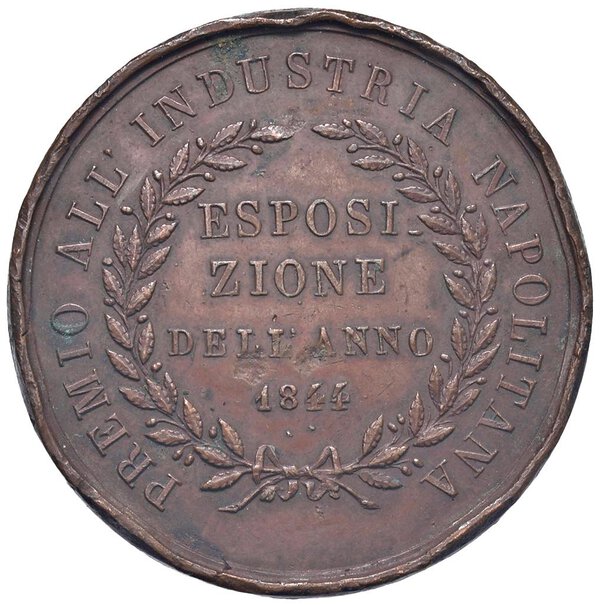 PREMIO ALL' INDUSTRIA NAPOLITANA
ESPOSI-
ZIONE
DELL'ANNO
1844